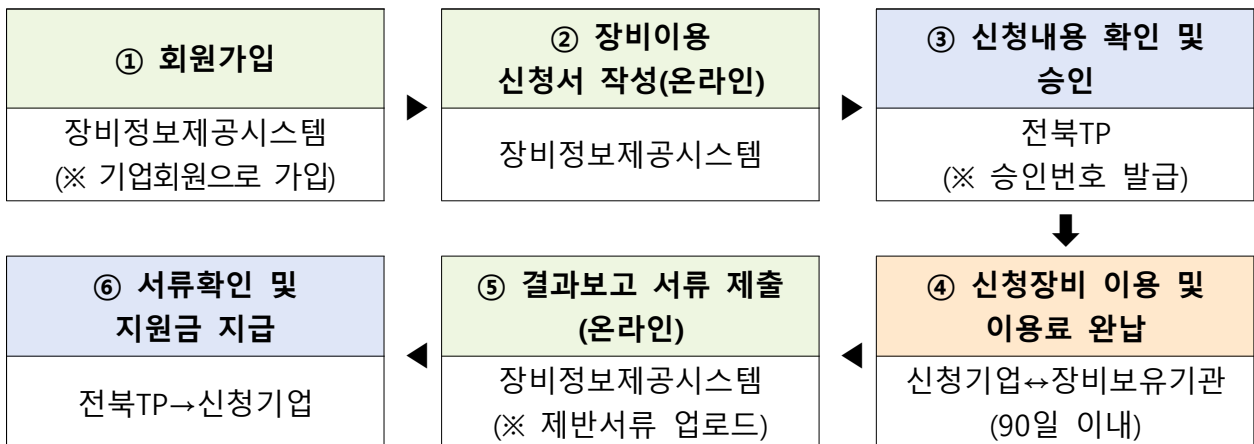 ① 회원가입
장비정보제공시스템
(※ 기업회원으로 가입)
▶
② 장비이용
신청서 작성(온라인)
장비정보제공시스템
▶
③ 신청내용 확인 및
승인
전북TP
(※ 승인번호 발급)
⬇
④ 신청장비 이용 및
이용료 완납
신청기업↔장비보유기관
(90일 이내)
◀
⑤ 결과보고 서류 제출
(온라인)
장비정보제공시스템
(※ 제반서류 업로드)
◀
⑥ 서류확인 및
지원금 지급
전북TP→신청기업